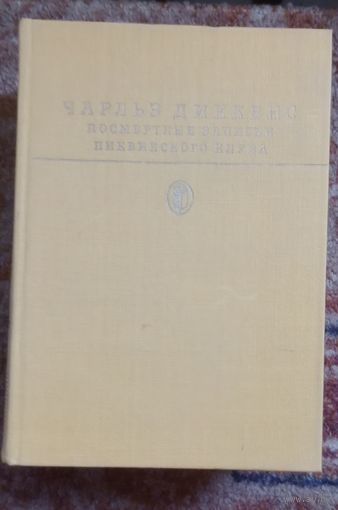 ЧАРЛЬЗ ДИККЕНС
ПОСМЕРТНЫЕ ЗАПИСКИ
ПИКВИКСКОГО КЛУБА